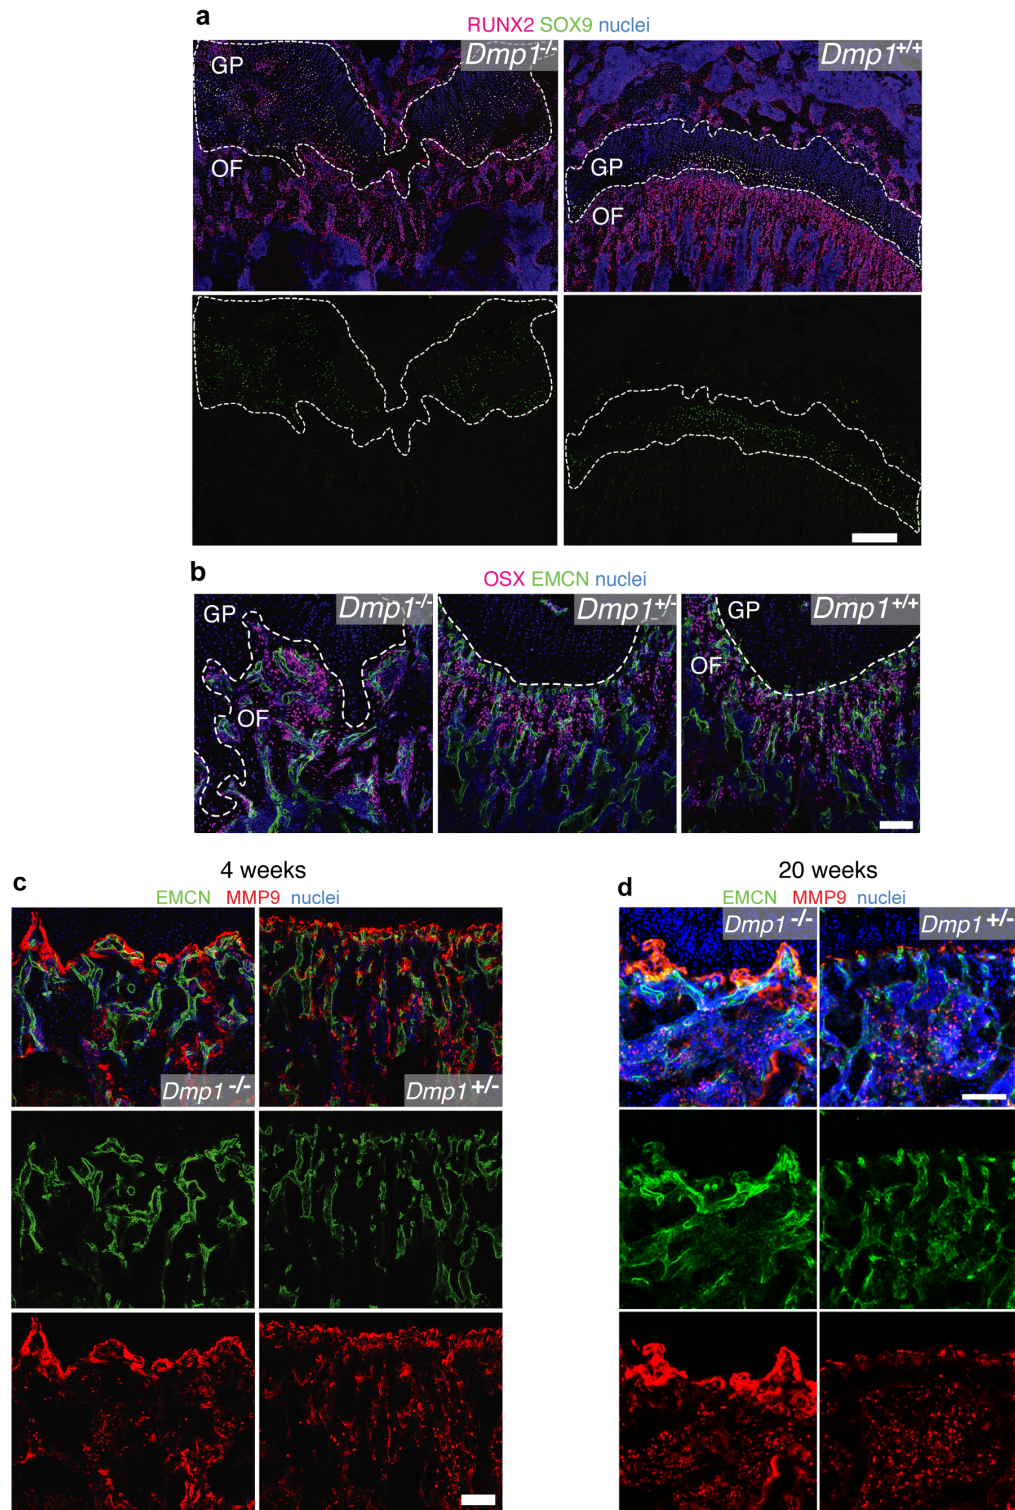 a
RUNX2 SOX9 nuclei
GP
Dmp1-/-
OF
Dmp1+/+
GP
OF
b
OSX EMCN nuclei
GP
Dmp1-/-
OF
Dmp1+/-
GP
Dmp1+/+
OF
4 weeks
c
EMCN MMP9 nuclei
Dmp1 -/-
Dmp1 +/-
20 weeks
d
EMCN MMP9 nuclei
Dmp1 -/-
Dmp1 +/-